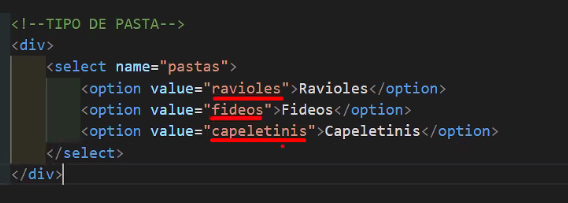 <!--TIPO DE PASTA-->
<div>
<select name="pastas">
<option value="ravioles">Ravioles</option>
<option value="fideos">Fideos</option>
<option value="capeletinis">Capeletinis</option>
</select>
</div>